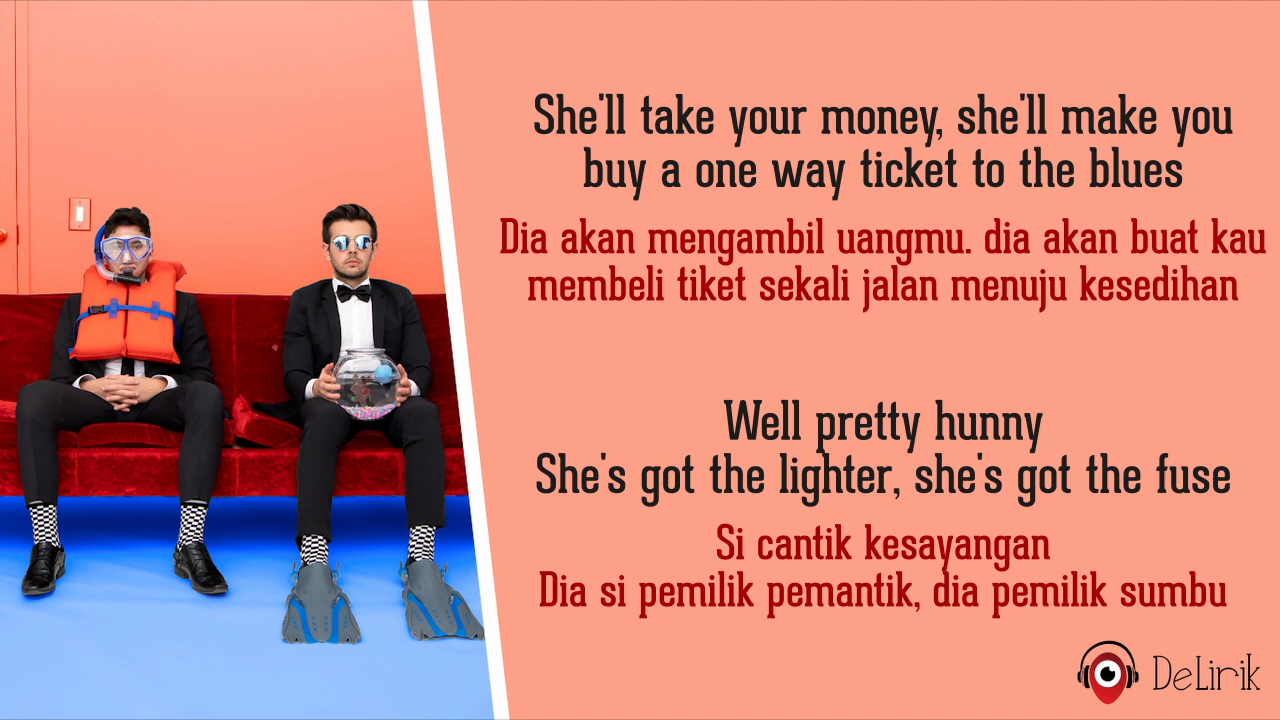 She'll take your money, she'll make you
buy a one way ticket to the blues
Dia akan mengambil uangmu. dia akan buat kau
membeli tiket sekali jalan menuju kesedihan
Well pretty hunny
She's got the lighter, she's got the fuse
Si cantik kesayangan
Dia si pemilik pemantik, dia pemilik sumbu
DeLirik